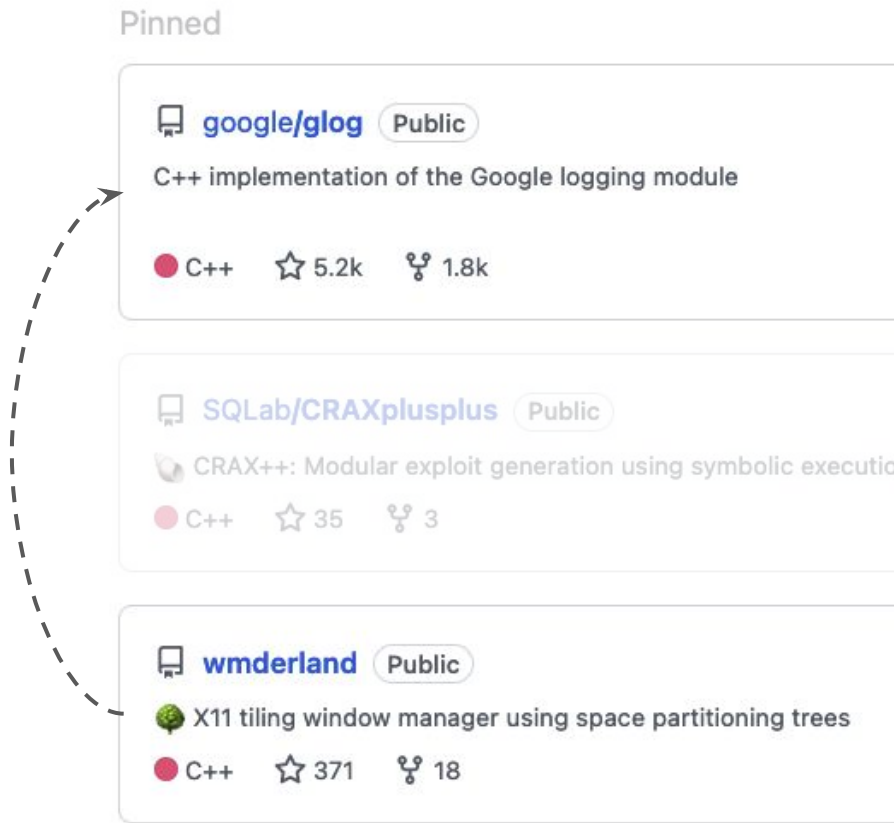 Pinned
google/glog Public
C++ implementation of the Google logging module
C++ 5.2k 1.8k
SQLab/CRAXplusplus Public
CRAX++: Modular exploit generation using symbolic executio
C++ 35 3
wmderland Public
X11 tiling window manager using space partitioning trees
C++ 371 18